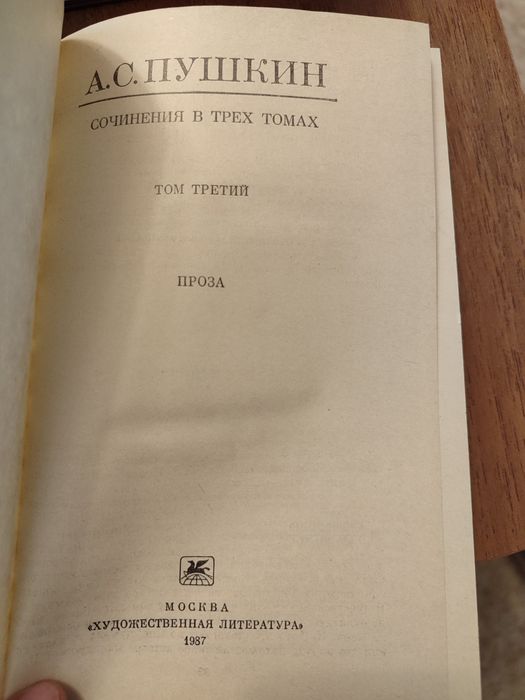 А. С. ПУШКИН
СОЧИНЕНИЯ В ТРЕХ ТОМАХ
ТОМ ТРЕТИЙ
ПРОЗА
МОСКВА
«ХУДОЖЕСТВЕННАЯ ЛИТЕРАТУРА»
1987